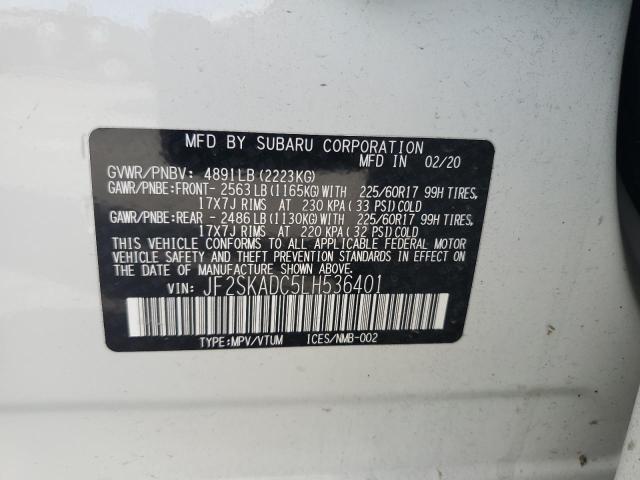 MFD BY SUBARU CORPORATION
MFD IN 02/20
GVWR/PNBV: 4891LB (2223KG)
GAWR/PNBE:FRONT- 2563 LB (1165KG) WITH 225/60R17 99H TIRES,
17X7J RIMS AT 230 KPA (33 PSI) COLD
GAWR/PNBE:REAR - 2486 LB (1130KG) WITH 225/60R17 99H TIRES,
17X7J RIMS AT 220 KPA (32 PSI) COLD
THIS VEHICLE CONFORMS TO ALL APPLICABLE FEDERAL MOTOR
VEHICLE SAFETY AND THEFT PREVENTION STANDARDS IN EFFECT
ON THE DATE OF MANUFACTURE SHOWN ABOVE.
VIN: JF2SKADC5LH536401
TYPE:MPV/VTUM ICES/NMB-002